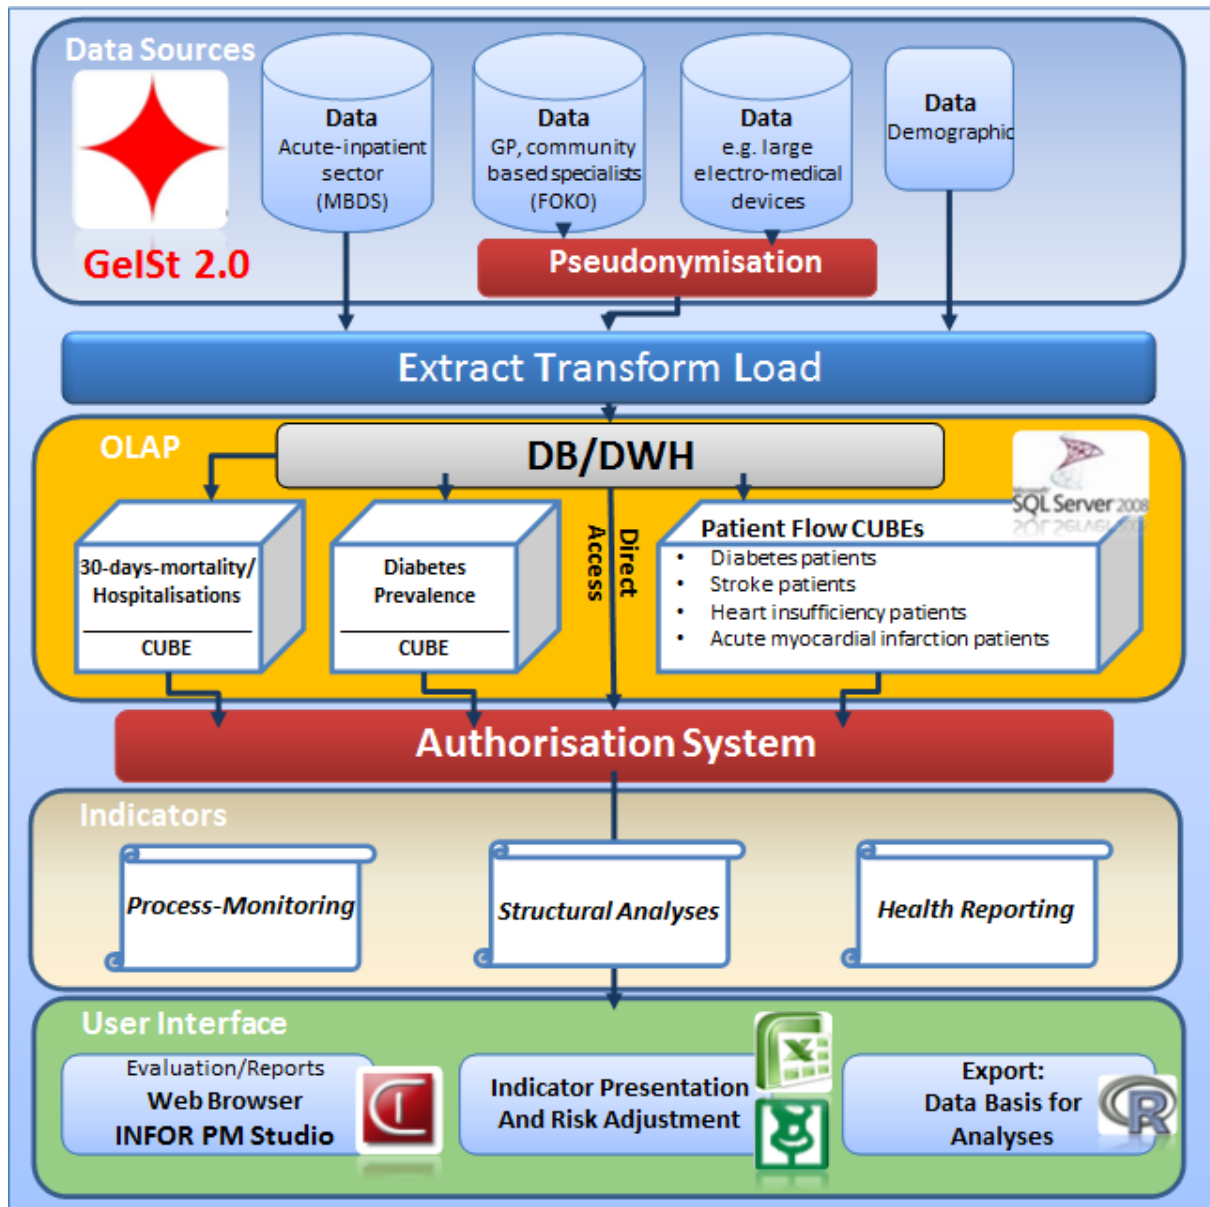 Data Sources
GeISt 2.0
Data
Acute-inpatient
sector
(MBDS)
Data
GP, community
based specialists
(FOKO)
Data
e.g. large
electro-medical
devices
Data
Demographic
Pseudonymisation
Extract Transform Load
OLAP
DB/DWH
Microsoft
SQL Server 2008
30-days-mortality/
Hospitalisations
CUBE
Diabetes
Prevalence
CUBE
Direct
Access
Patient Flow CUBEs
• Diabetes patients
• Stroke patients
• Heart insufficiency patients
• Acute myocardial infarction patients
Authorisation System
Indicators
Process-Monitoring
Structural Analyses
Health Reporting
User Interface
Evaluation/Reports
Web Browser
INFOR PM Studio
Indicator Presentation
And Risk Adjustment
Export:
Data Basis for
Analyses
R